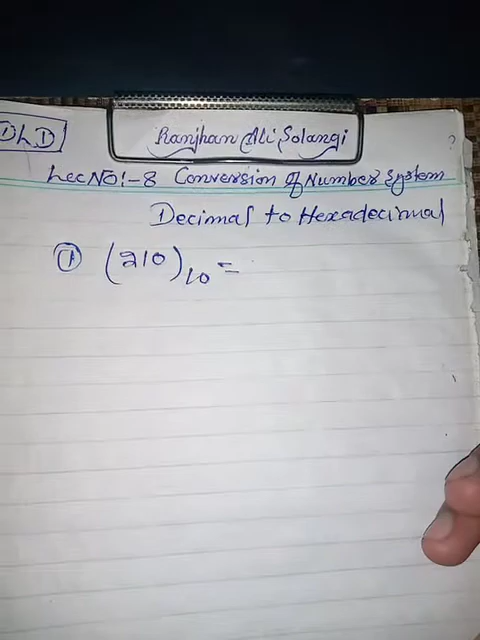 DLD
Ranjhan Ali Solangi
Lec No:-8 Conversion of Number System
Decimal to Hexadecimal
① (210)₁₀ =